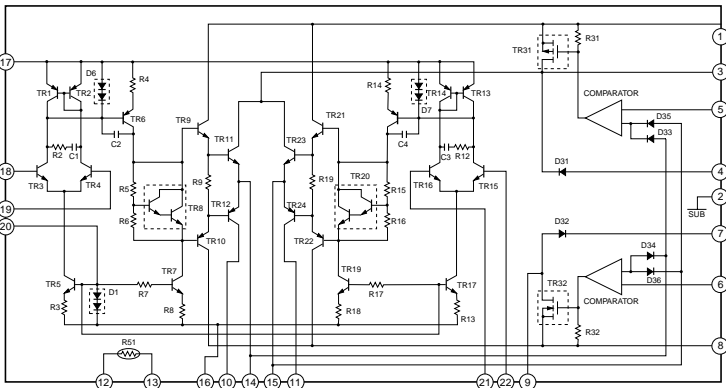 TR31
R31
1
17
D6
R4
R14
TR14
TR13
3
TR1
TR2
TR6
TR9
TR21
D7
COMPARATOR
5
D35
D33
R2
C1
C2
TR11
TR23
C4
C3
R12
18
TR3
TR4
R9
R19
TR20
TR16
TR15
D31
4
R5
TR8
R15
2
SUB
19
R6
TR12
TR24
R16
20
TR10
TR22
D32
7
D34
TR7
TR19
D36
6
TR5
D1
R7
R17
TR17
TR32
COMPARATOR
R3
R8
R18
R13
R32
R51
8
12
13
16
10
14
15
11
21
22
9